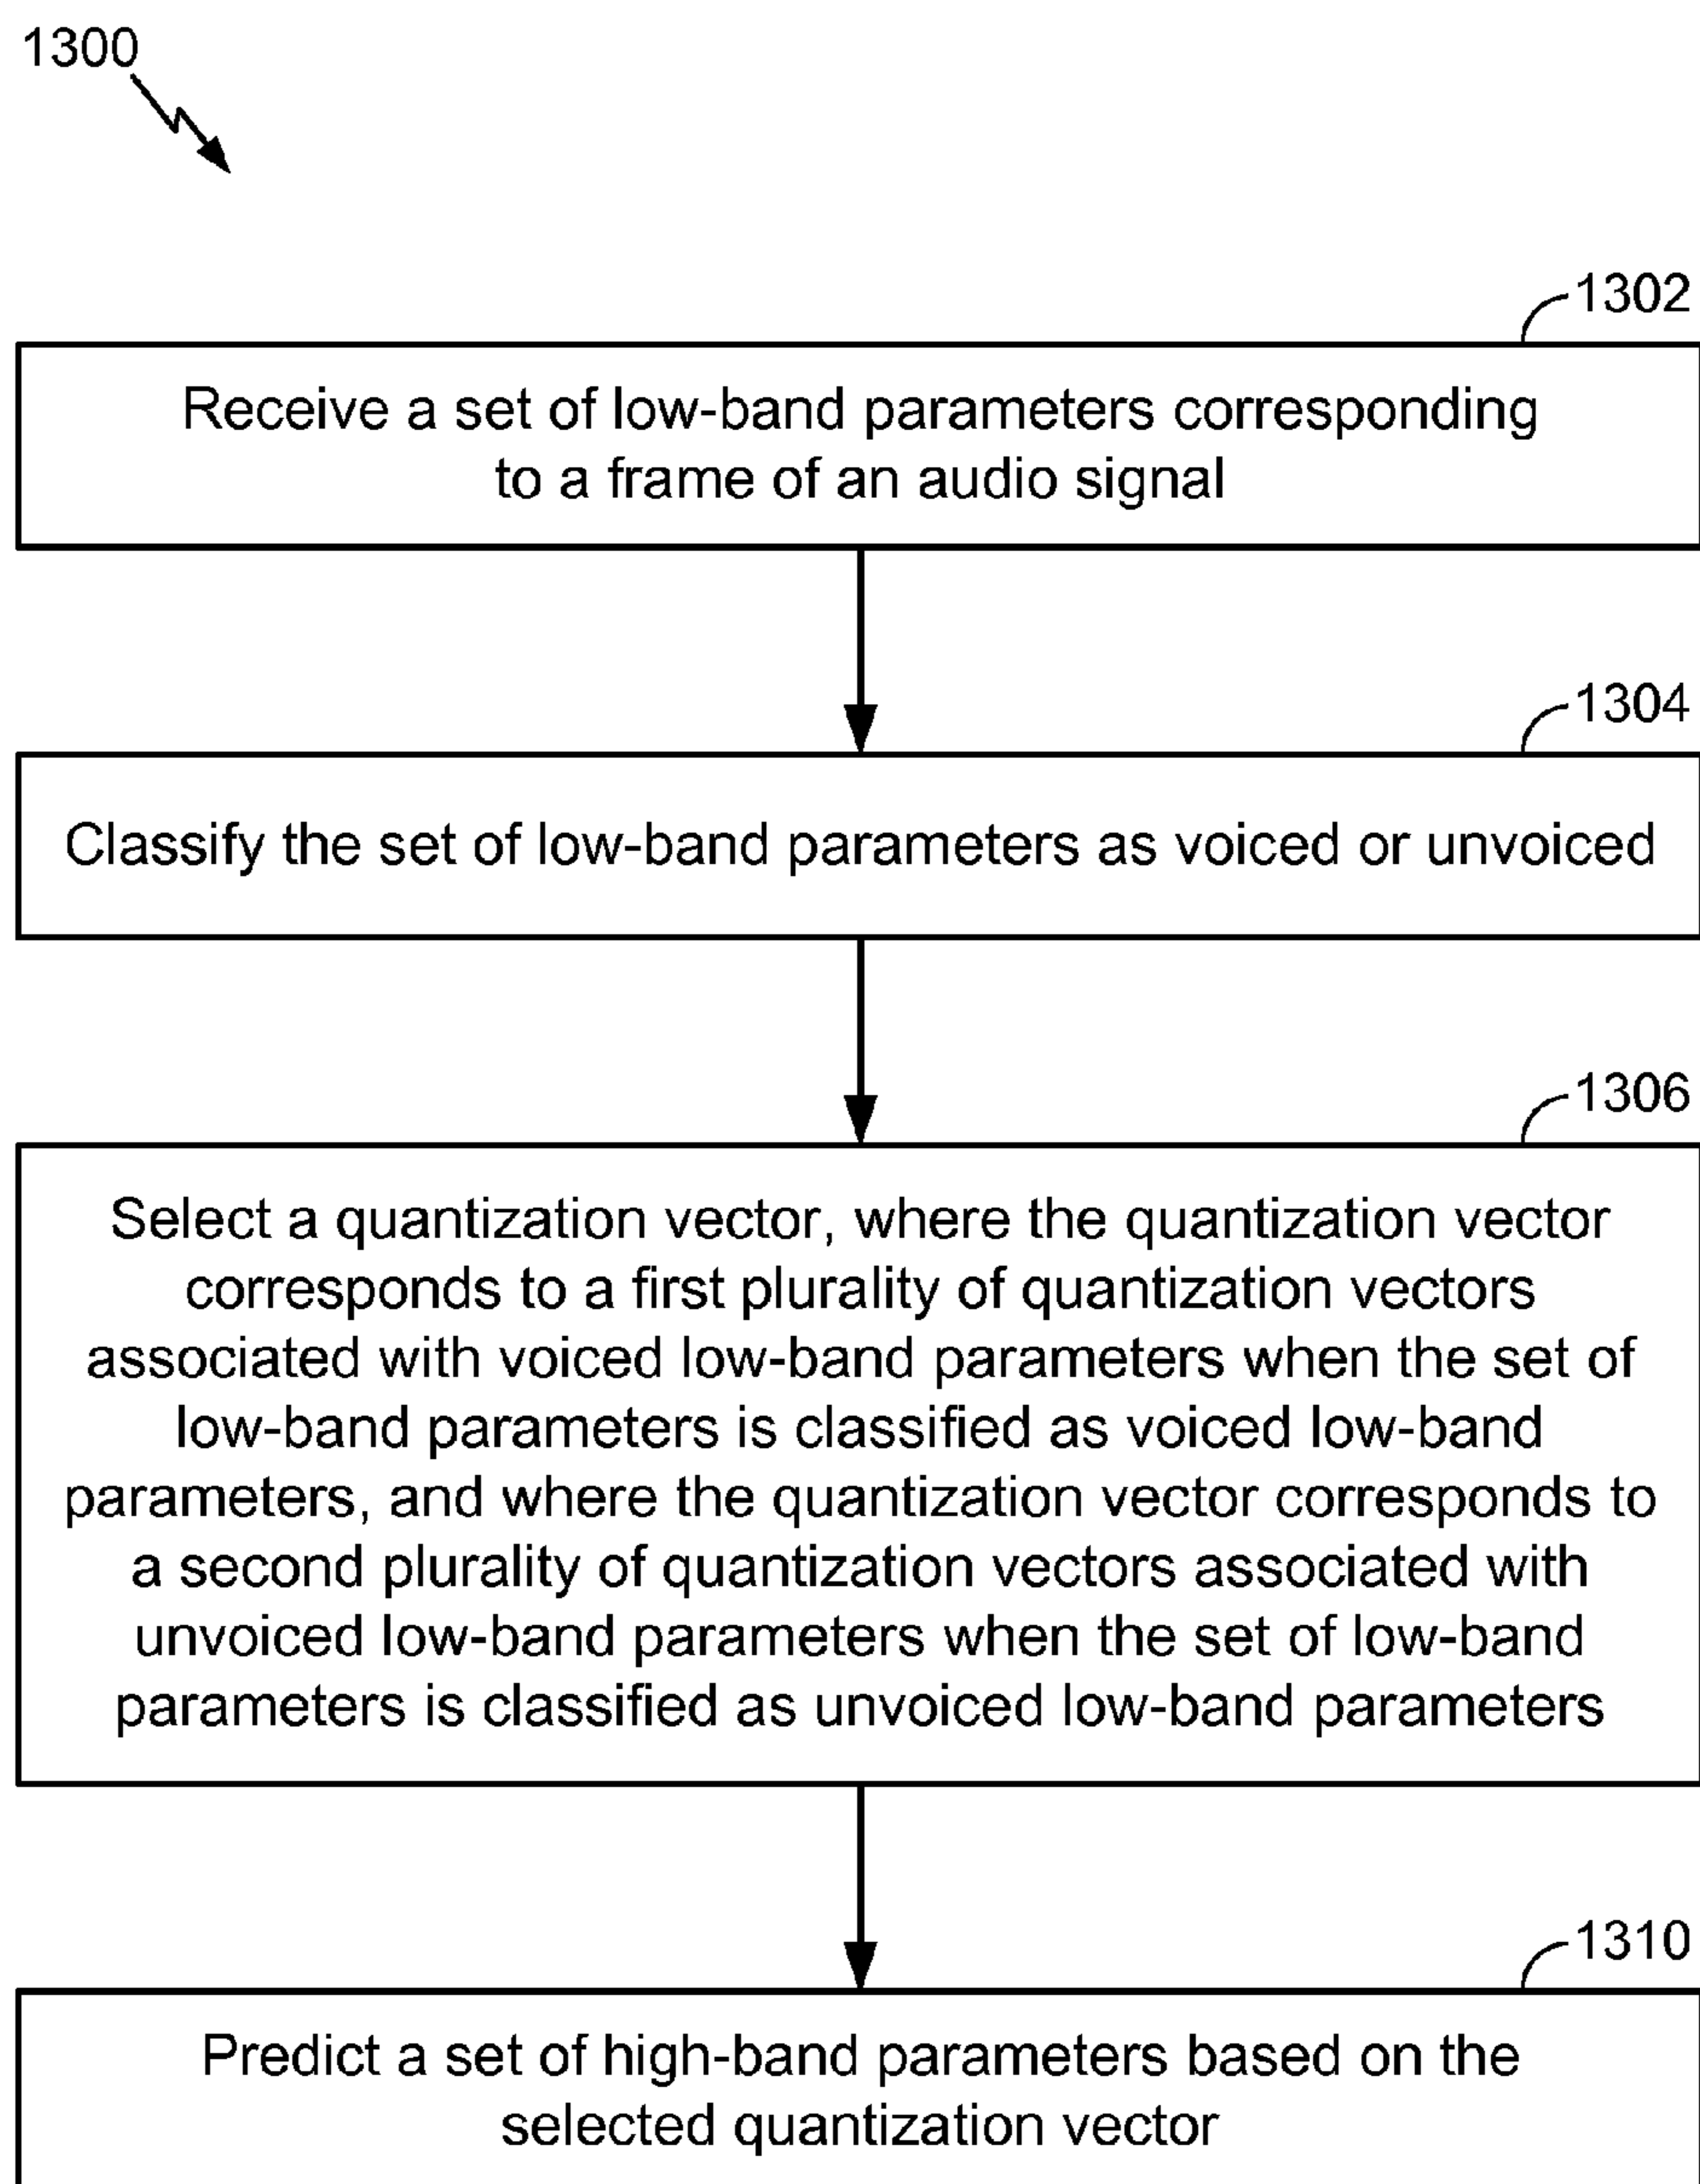 1300
1302
Receive a set of low-band parameters corresponding
to a frame of an audio signal
1304
Classify the set of low-band parameters as voiced or unvoiced
1306
Select a quantization vector, where the quantization vector
corresponds to a first plurality of quantization vectors
associated with voiced low-band parameters when the set of
low-band parameters is classified as voiced low-band
parameters, and where the quantization vector corresponds to
a second plurality of quantization vectors associated with
unvoiced low-band parameters when the set of low-band
parameters is classified as unvoiced low-band parameters
1310
Predict a set of high-band parameters based on the
selected quantization vector